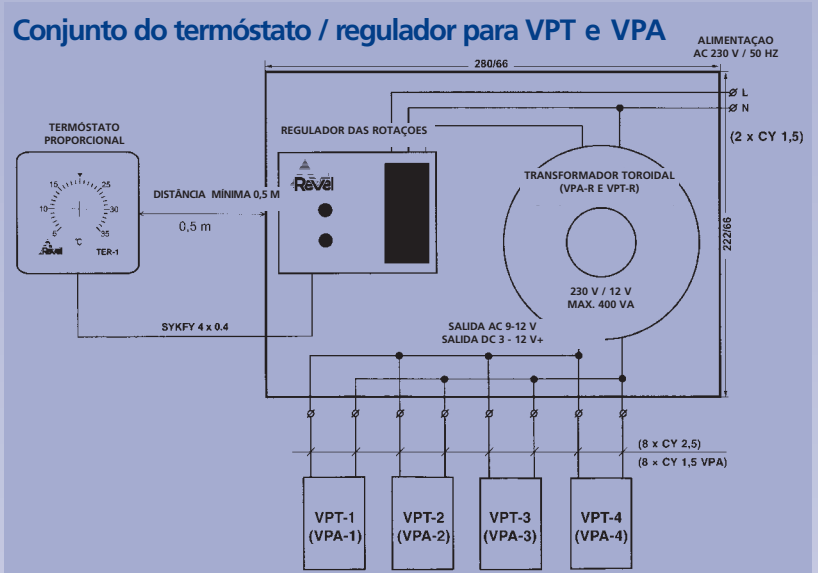 Conjunto do termóstato / regulador para VPT e VPA
ALIMENTAÇAO
AC 230 V / 50 HZ
280/66
L
N
(2 x CY 1,5)
TERMÓSTATO
PROPORCIONAL
REGULADOR DAS ROTAÇOES
Revel
TRANSFORMADOR TOROIDAL
(VPA-R E VPT-R)
15
25
10
30
5
35
°C
Revel
TER-1
DISTÂNCIA MÍNIMA 0,5 M
0,5 m
222/66
230 V / 12 V
MAX. 400 VA
SYKFY 4 x 0.4
SALIDA AC 9-12 V
SALIDA DC 3 - 12 V+
(8 x CY 2,5)
(8 x CY 1,5 VPA)
VPT-1
(VPA-1)
VPT-2
(VPA-2)
VPT-3
(VPA-3)
VPT-4
(VPA-4)